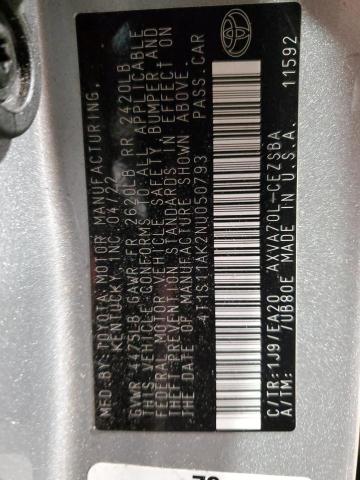 MFD BY: TOYOTA MOTOR MANUFACTURING,
KENTUCKY, INC. 04/22
GVWR 4475LB GAWR FR 2620LB RR 2420LB
THIS VEHICLE CONFORMS TO ALL APPLICABLE
FEDERAL MOTOR VEHICLE SAFETY, BUMPER, AND
THEFT PREVENTION STANDARDS IN EFFECT ON
THE DATE OF MANUFACTURE SHOWN ABOVE.
4T1S11AK2NU050793 PASS.CAR
C/TR:1J9/EA20 AXVA70L-CEZSBA
A/TM: /UB80E MADE IN U.S.A. 11592